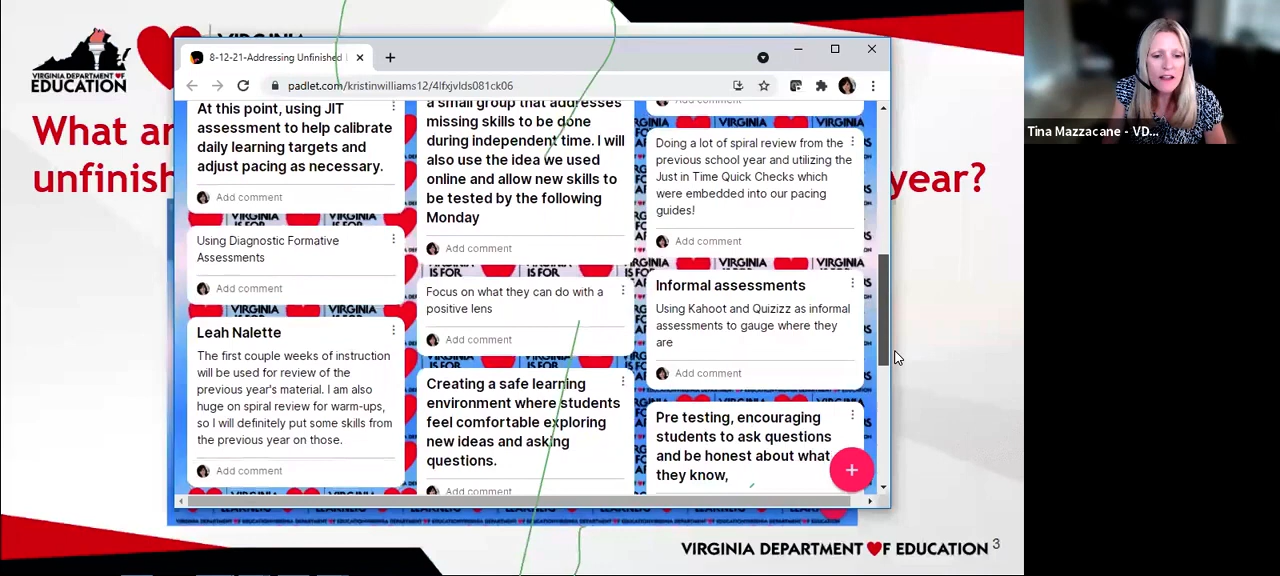 VIRGINIA
VIRGINIA DEPARTMENT OF EDUCATION
What ar
unfinish
year?
8-12-21-Addressing Unfinished
padlet.com/kristinwilliams12/4lfxjvlds081ck06
At this point, using JIT
assessment to help calibrate
daily learning targets and
adjust pacing as necessary.
Add comment
Using Diagnostic Formative
Assessments
Add comment
Leah Nalette
The first couple weeks of instruction
will be used for review of the
previous year's material. I am also
huge on spiral review for warm-ups,
so I will definitely put some skills from
the previous year on those.
Add comment
a small group that addresses
missing skills to be done
during independent time. I will
also use the idea we used
online and allow new skills to
be tested by the following
Monday
Add comment
Focus on what they can do with a
positive lens
Add comment
Creating a safe learning
environment where students
feel comfortable exploring
new ideas and asking
questions.
Add comment
Add comment
Doing a lot of spiral review from the
previous school year and utilizing the
Just in Time Quick Checks which
were embedded into our pacing
guides!
Add comment
Informal assessments
Using Kahoot and Quizizz as informal
assessments to gauge where they
are
Add comment
Pre testing, encouraging
students to ask questions
and be honest about what
they know,
VIRGINIA DEPARTMENT OF EDUCATION
3
Tina Mazzacane - VD...